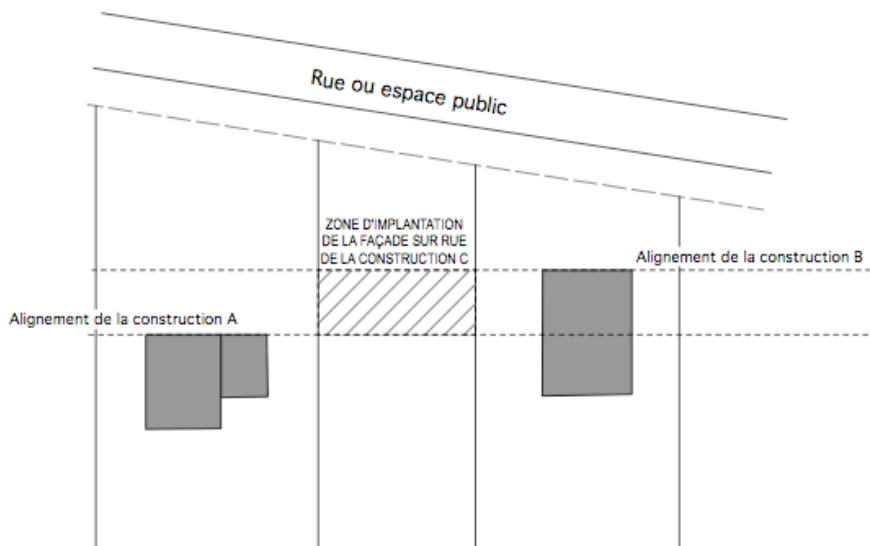 Rue ou espace public
ZONE D'IMPLANTATION
DE LA FAÇADE SUR RUE
DE LA CONSTRUCTION C
Alignement de la construction B
Alignement de la construction A